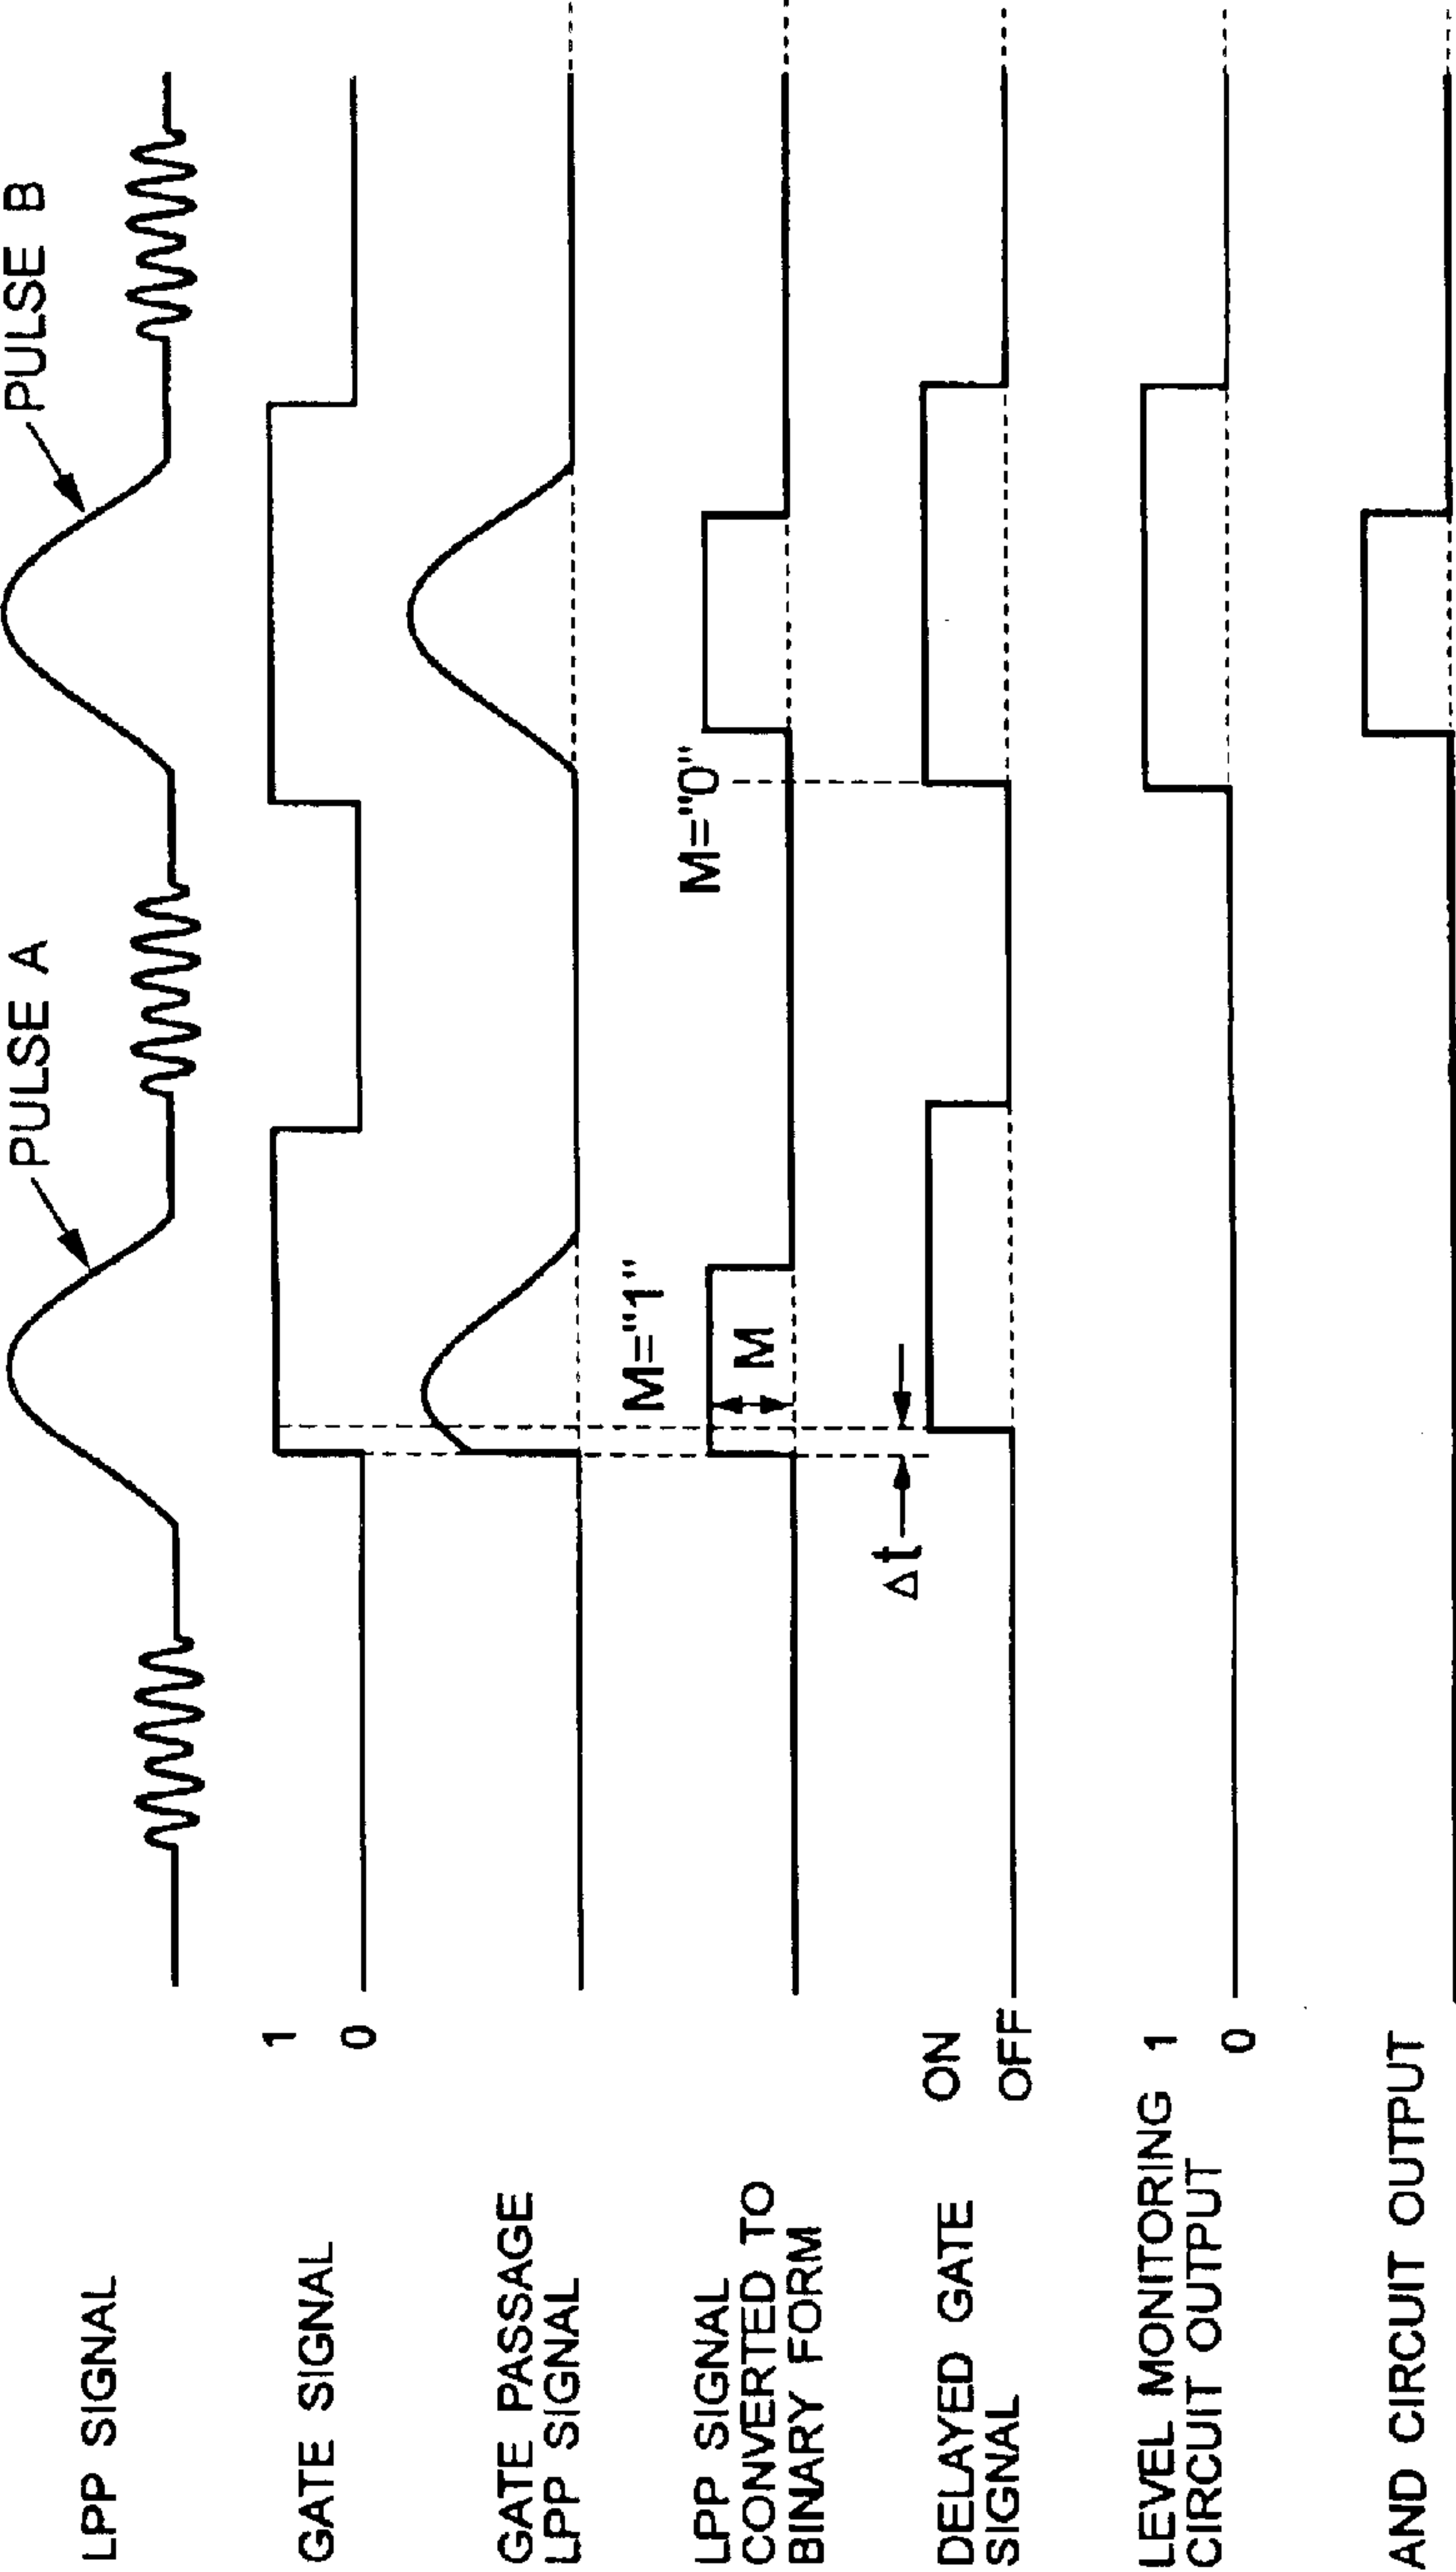 PULSE A
PULSE B
LPP SIGNAL
GATE SIGNAL
1
0
GATE PASSAGE
LPP SIGNAL
M="1"
M="0"
LPP SIGNAL
CONVERTED TO
BINARY FORM
M
Δt
DELAYED GATE
SIGNAL
ON
OFF
LEVEL MONITORING 1
CIRCUIT OUTPUT
0
AND CIRCUIT OUTPUT